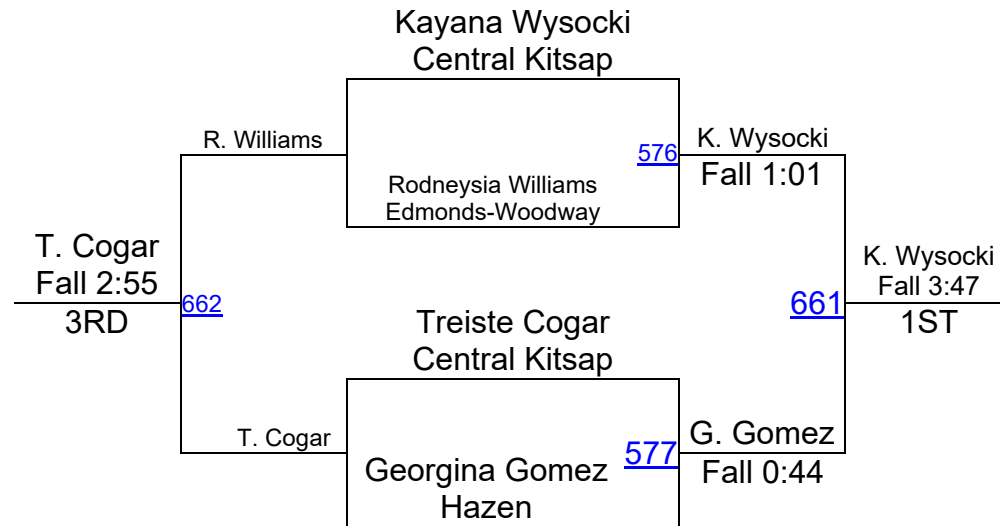 Kayana Wysocki
Central Kitsap
R. Williams
576
K. Wysocki
Fall 1:01
Rodneysia Williams
Edmonds-Woodway
T. Cogar
Fall 2:55
3RD
662
K. Wysocki
Fall 3:47
1ST
661
Treiste Cogar
Central Kitsap
T. Cogar
577
G. Gomez
Fall 0:44
Georgina Gomez
Hazen